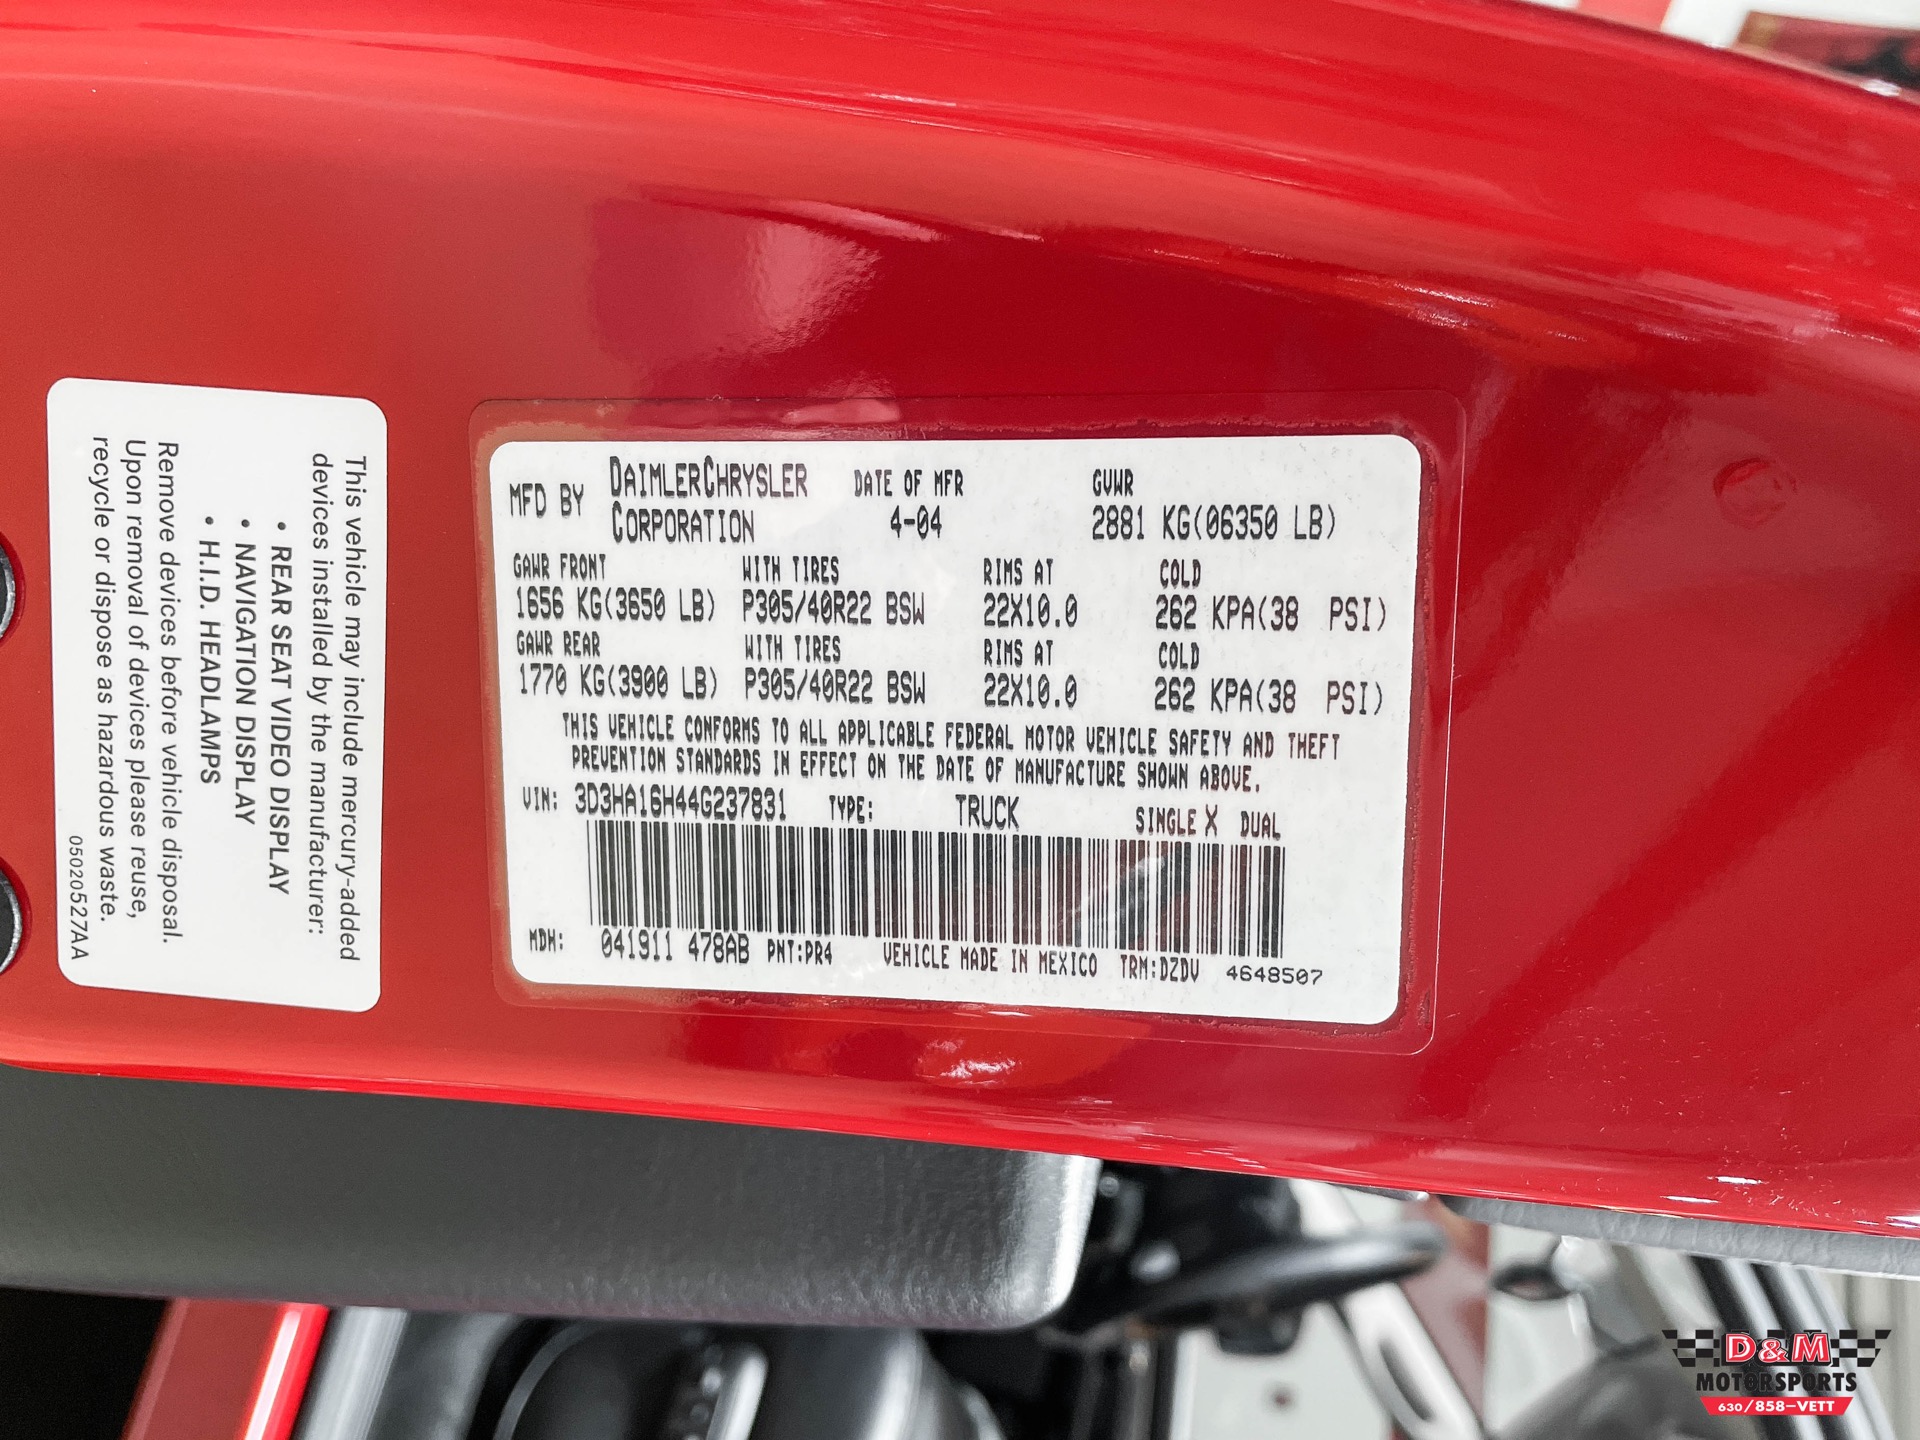 This vehicle may include mercury-added
devices installed by the manufacturer:
• REAR SEAT VIDEO DISPLAY
• NAVIGATION DISPLAY
• H.I.D. HEADLAMPS
Remove devices before vehicle disposal.
Upon removal of devices please reuse,
recycle or dispose as hazardous waste.
05020527AA
MFD BY DAIMLERCHRYSLER CORPORATION DATE OF MFR 4-04 GVWR 2881 KG(06350 LB)
GAWR FRONT WITH TIRES RIMS AT COLD
1656 KG(3650 LB) P305/40R22 BSW 22X10.0 262 KPA(38 PSI)
GAWR REAR WITH TIRES RIMS AT COLD
1770 KG(3900 LB) P305/40R22 BSW 22X10.0 262 KPA(38 PSI)
THIS VEHICLE CONFORMS TO ALL APPLICABLE FEDERAL MOTOR VEHICLE SAFETY AND THEFT
PREVENTION STANDARDS IN EFFECT ON THE DATE OF MANUFACTURE SHOWN ABOVE.
VIN: 3D3HA16H44G237831 TYPE: TRUCK SINGLE X DUAL
MDH: 041911 478AB PNT:PR4 VEHICLE MADE IN MEXICO TRM:DZDV 4648507
D&M
MOTORSPORTS
630/858-VETT